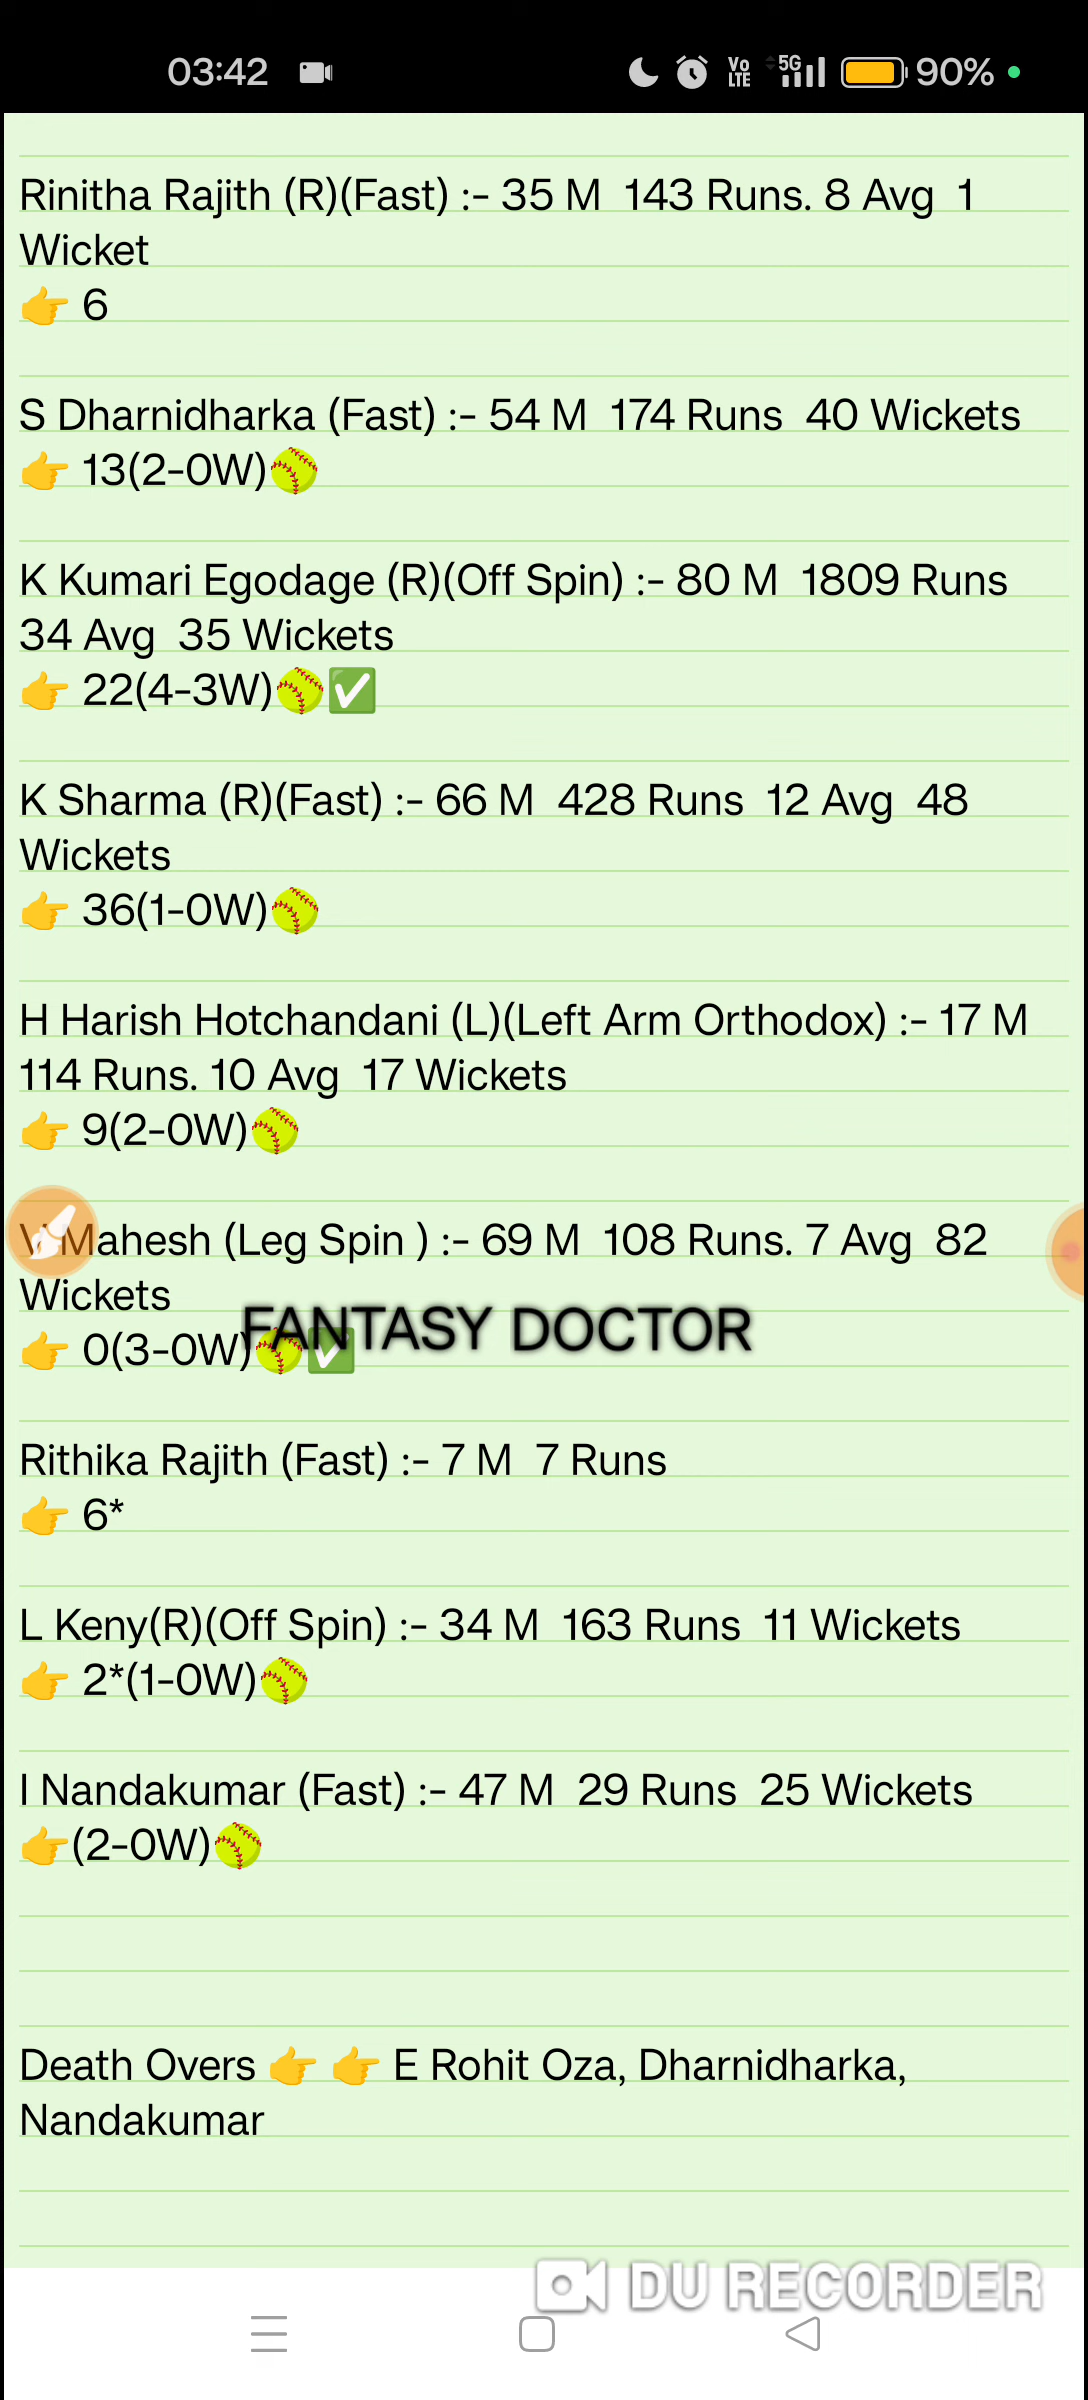 03:42 Vo LTE 5G 90%
Rinitha Rajith (R)(Fast) :- 35 M 143 Runs. 8 Avg 1
Wicket
👉 6
S Dharnidharka (Fast) :- 54 M 174 Runs 40 Wickets
👉 13(2-0W)🥎
K Kumari Egodage (R)(Off Spin) :- 80 M 1809 Runs
34 Avg 35 Wickets
👉 22(4-3W)🥎✅
K Sharma (R)(Fast) :- 66 M 428 Runs 12 Avg 48
Wickets
👉 36(1-0W)🥎
H Harish Hotchandani (L)(Left Arm Orthodox) :- 17 M
114 Runs. 10 Avg 17 Wickets
👉 9(2-0W)🥎
V Mahesh (Leg Spin ) :- 69 M 108 Runs. 7 Avg 82
Wickets
FANTASY DOCTOR
👉 0(3-0W)🥎✅
Rithika Rajith (Fast) :- 7 M 7 Runs
👉 6*
L Keny(R)(Off Spin) :- 34 M 163 Runs 11 Wickets
👉 2*(1-0W)🥎
I Nandakumar (Fast) :- 47 M 29 Runs 25 Wickets
👉(2-0W)🥎
Death Overs 👉 👉 E Rohit Oza, Dharnidharka,
Nandakumar
DU RECORDER